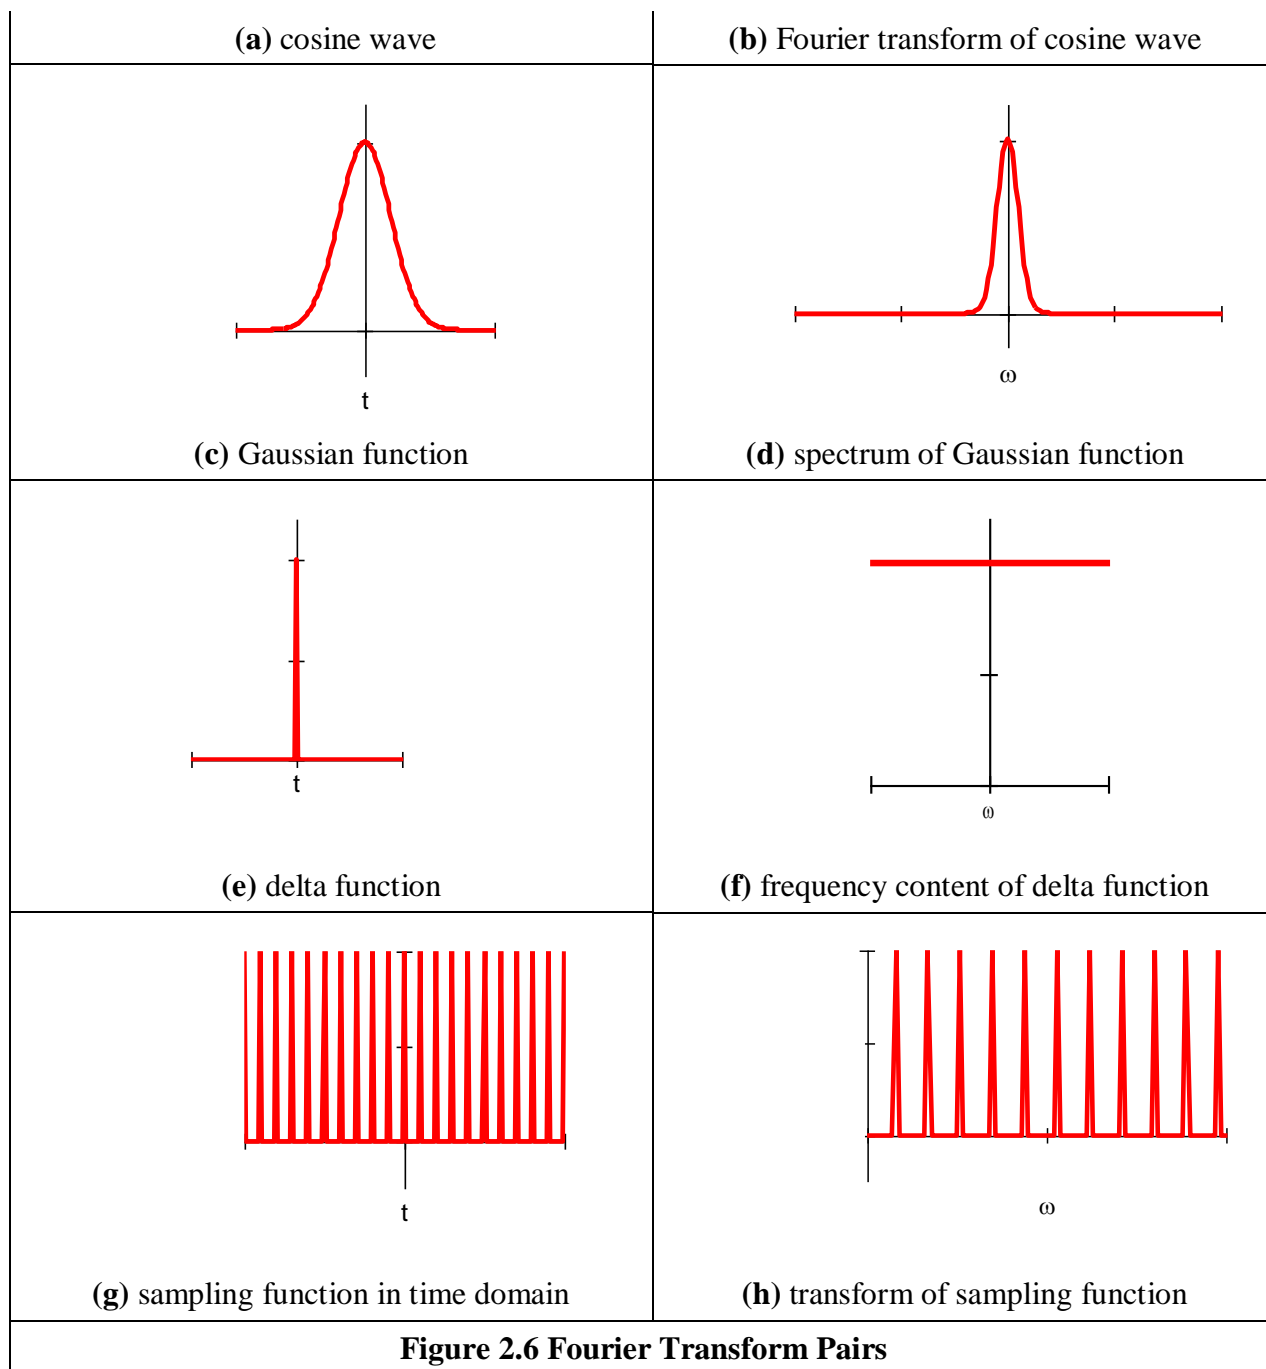 (a) cosine wave
(b) Fourier transform of cosine wave
t
ω
(c) Gaussian function
(d) spectrum of Gaussian function
t
ω
(e) delta function
(f) frequency content of delta function
t
ω
(g) sampling function in time domain
(h) transform of sampling function
Figure 2.6 Fourier Transform Pairs